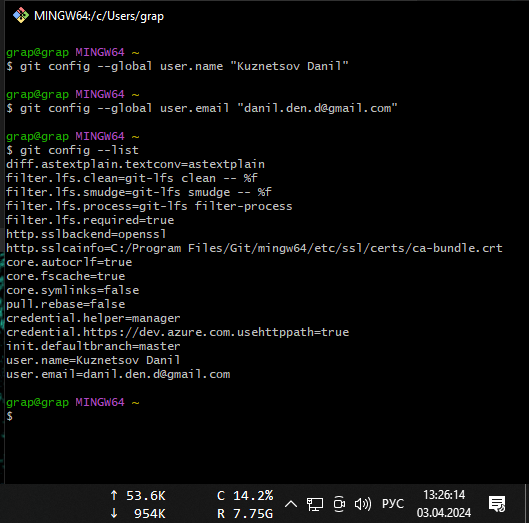 MINGW64:/c/Users/grap
grap@grap MINGW64 ~
$ git config --global user.name "Kuznetsov Danil"
grap@grap MINGW64 ~
$ git config --global user.email "danil.den.d@gmail.com"
grap@grap MINGW64 ~
$ git config --list
diff.astextplain.textconv=astextplain
filter.lfs.clean=git-lfs clean -- %f
filter.lfs.smudge=git-lfs smudge -- %f
filter.lfs.process=git-lfs filter-process
filter.lfs.required=true
http.sslbackend=openssl
http.sslcainfo=C:/Program Files/Git/mingw64/etc/ssl/certs/ca-bundle.crt
core.autocrlf=true
core.fscache=true
core.symlinks=false
pull.rebase=false
credential.helper=manager
credential.https://dev.azure.com.usehttppath=true
init.defaultbranch=master
user.name=Kuznetsov Danil
user.email=danil.den.d@gmail.com
grap@grap MINGW64 ~
$
↑ 53.6K C 14.2% 13:26:14
↓ 954K R 7.75G РУС 03.04.2024